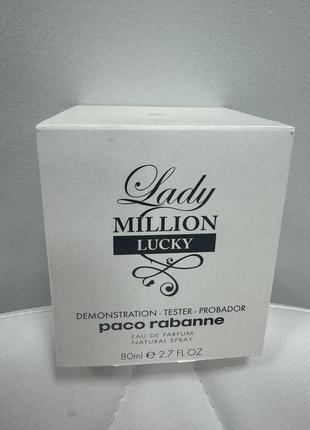 Lady
MILLION
LUCKY
DEMONSTRATION - TESTER - PROBADOR
paco rabanne
EAU DE PARFUM
NATURAL SPRAY
80ml e 2.7 FL OZ